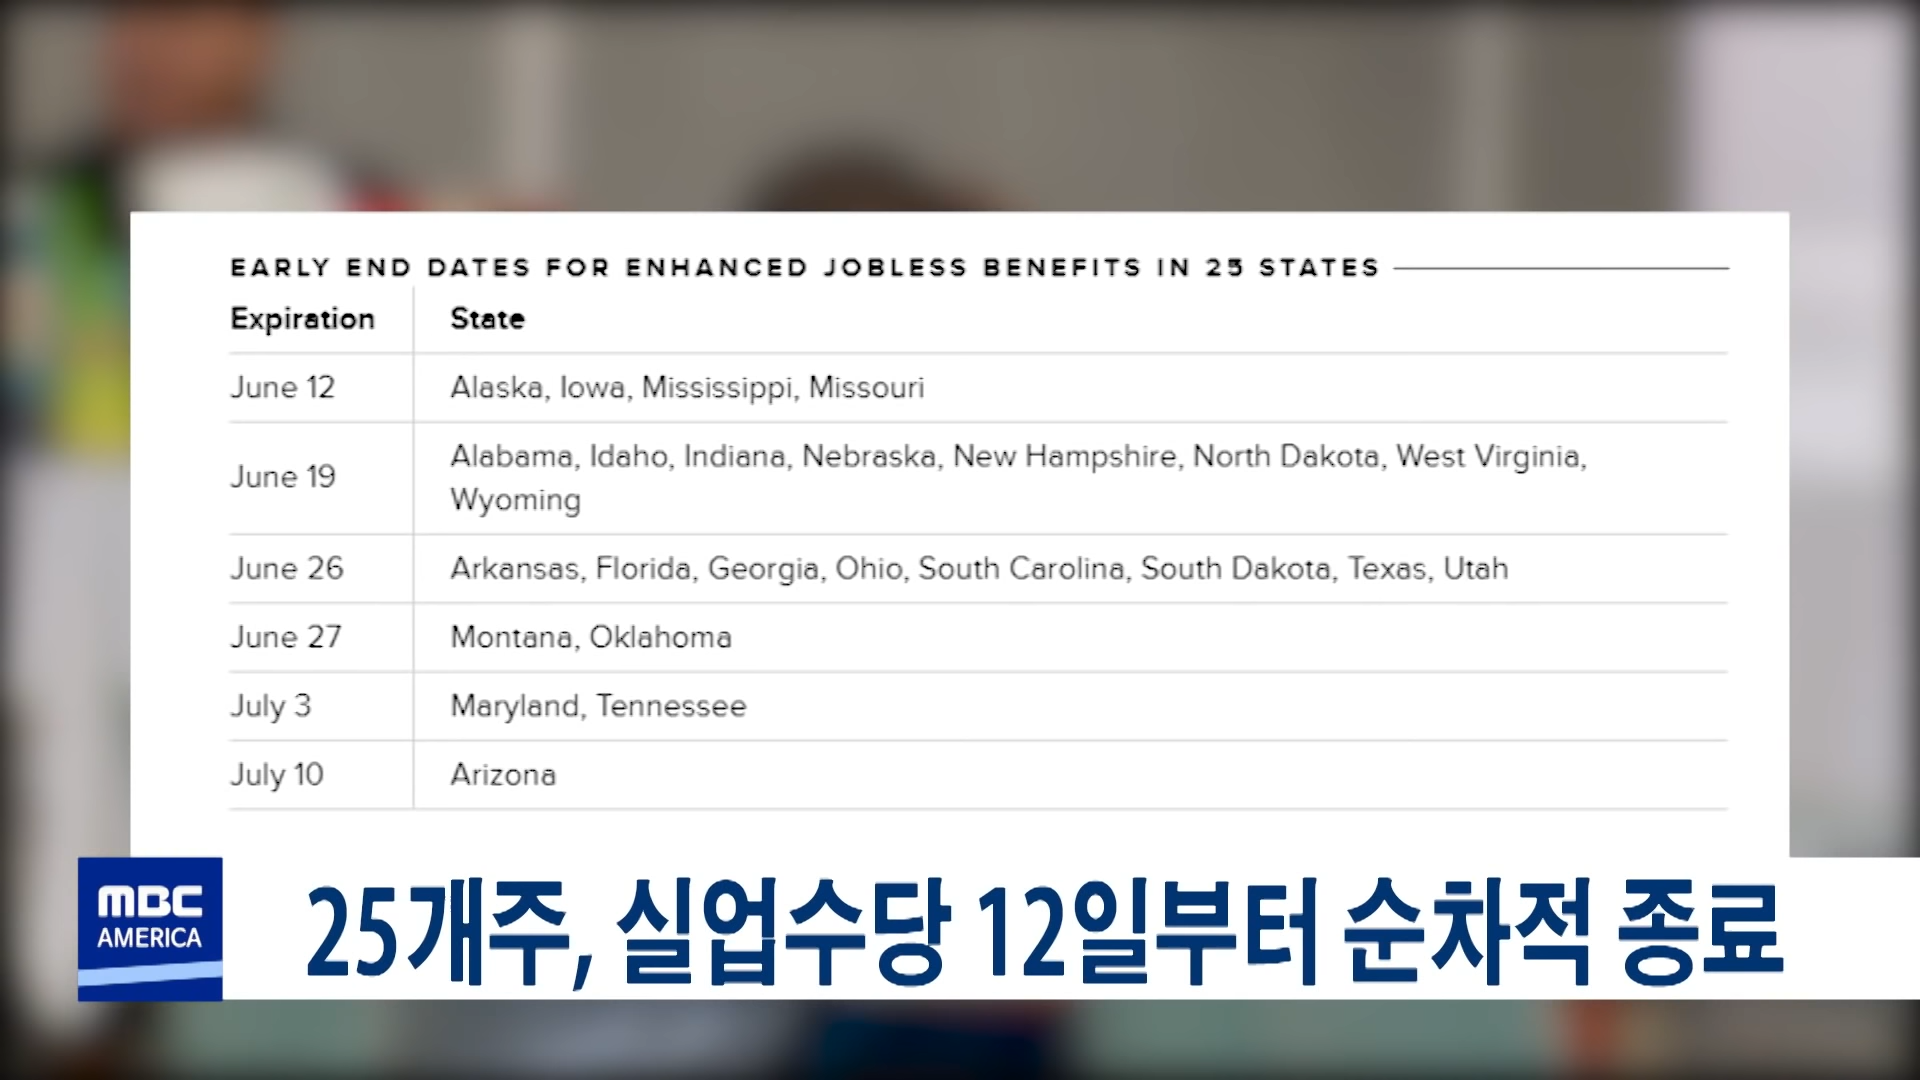 EARLY END DATES FOR ENHANCED JOBLESS BENEFITS IN 25 STATES
Expiration State
June 12 Alaska, Iowa, Mississippi, Missouri
June 19 Alabama, Idaho, Indiana, Nebraska, New Hampshire, North Dakota, West Virginia,
Wyoming
June 26 Arkansas, Florida, Georgia, Ohio, South Carolina, South Dakota, Texas, Utah
June 27 Montana, Oklahoma
July 3 Maryland, Tennessee
July 10 Arizona
MBC
AMERICA
25개주, 실업수당 12일부터 순차적 종료